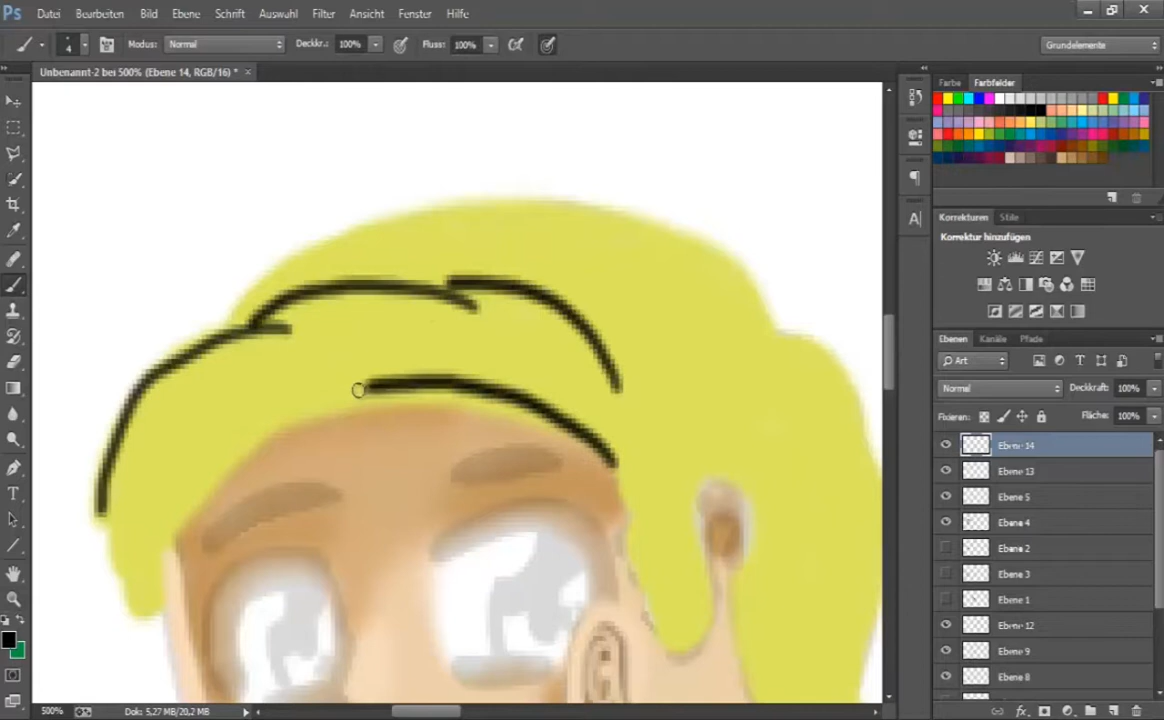 Ps Datei Bearbeiten Bild Ebene Schrift Auswahl Filter Ansicht Fenster Hilfe
4 Modus: Normal Deckkr.: 100% Fluss: 100% Grundelemente
Unbenannt-2 bei 500% (Ebene 14, RGB/16) * ×
Farbe Farbfelder
Korrekturen Stile
Korrektur hinzufügen
Ebenen Kanäle Pfade
Art
Normal Deckkraft: 100%
Fixieren: Fläche: 100%
Ebene 14
Ebene 13
Ebene 5
Ebene 4
Ebene 2
Ebene 3
Ebene 1
Ebene 12
Ebene 9
Ebene 8
500% Dok: 5,27 MB/20,2 MB